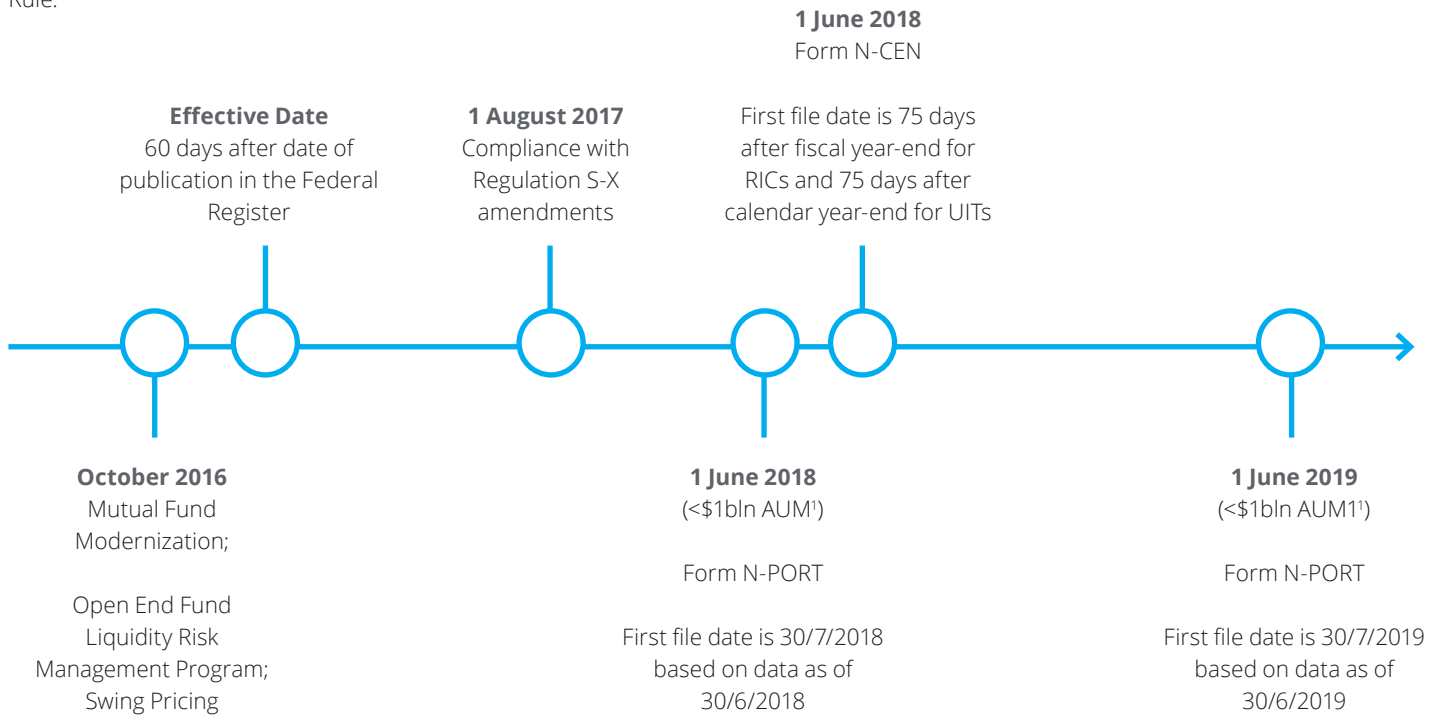 Rule.
1 June 2018
Form N-CEN
First file date is 75 days
after fiscal year-end for
RICs and 75 days after
calendar year-end for UITs
Effective Date
60 days after date of
publication in the Federal
Register
1 August 2017
Compliance with
Regulation S-X
amendments
October 2016
Mutual Fund
Modernization;
Open End Fund
Liquidity Risk
Management Program;
Swing Pricing
1 June 2018
(<$1bln AUM¹)
Form N-PORT
First file date is 30/7/2018
based on data as of
30/6/2018
1 June 2019
(<$1bln AUM1¹)
Form N-PORT
First file date is 30/7/2019
based on data as of
30/6/2019